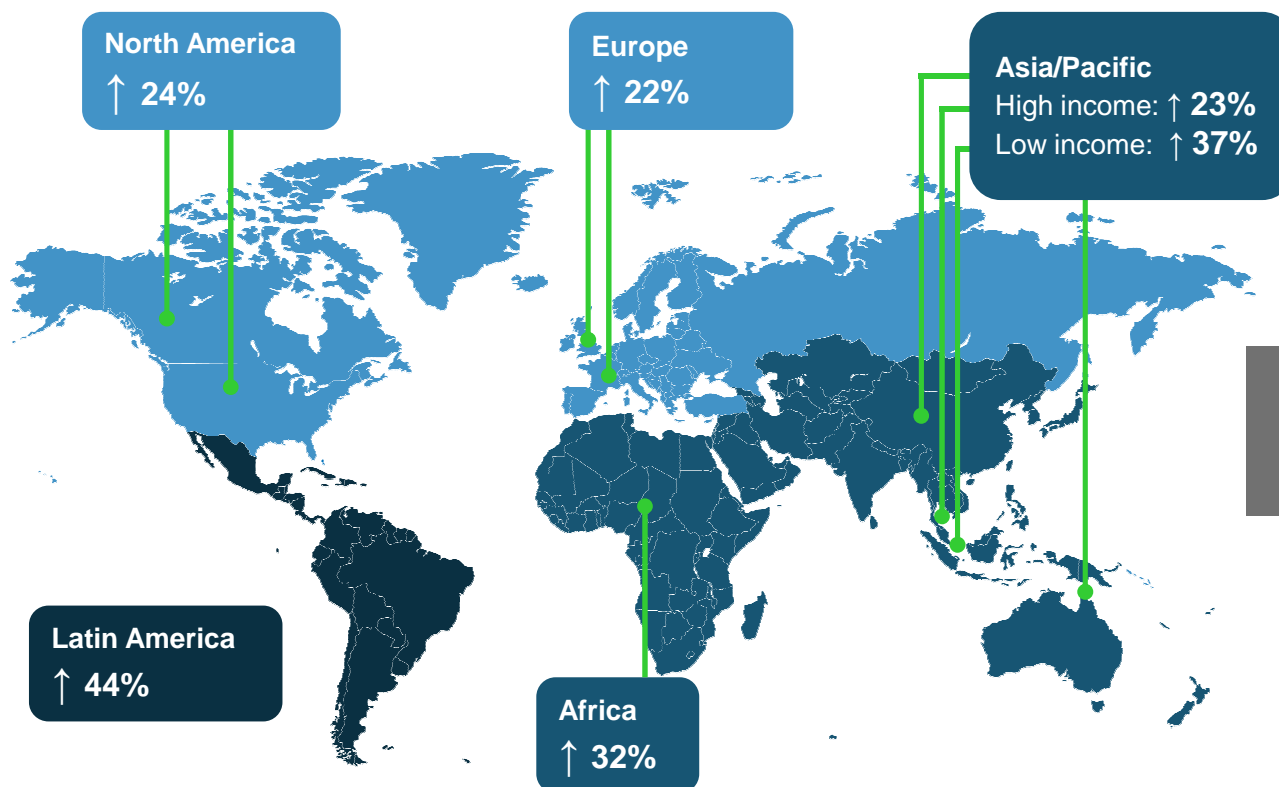 North America
↑ 24%
Europe
↑ 22%
Asia/Pacific
High income: ↑ 23%
Low income: ↑ 37%
Latin America
↑ 44%
Africa
↑ 32%